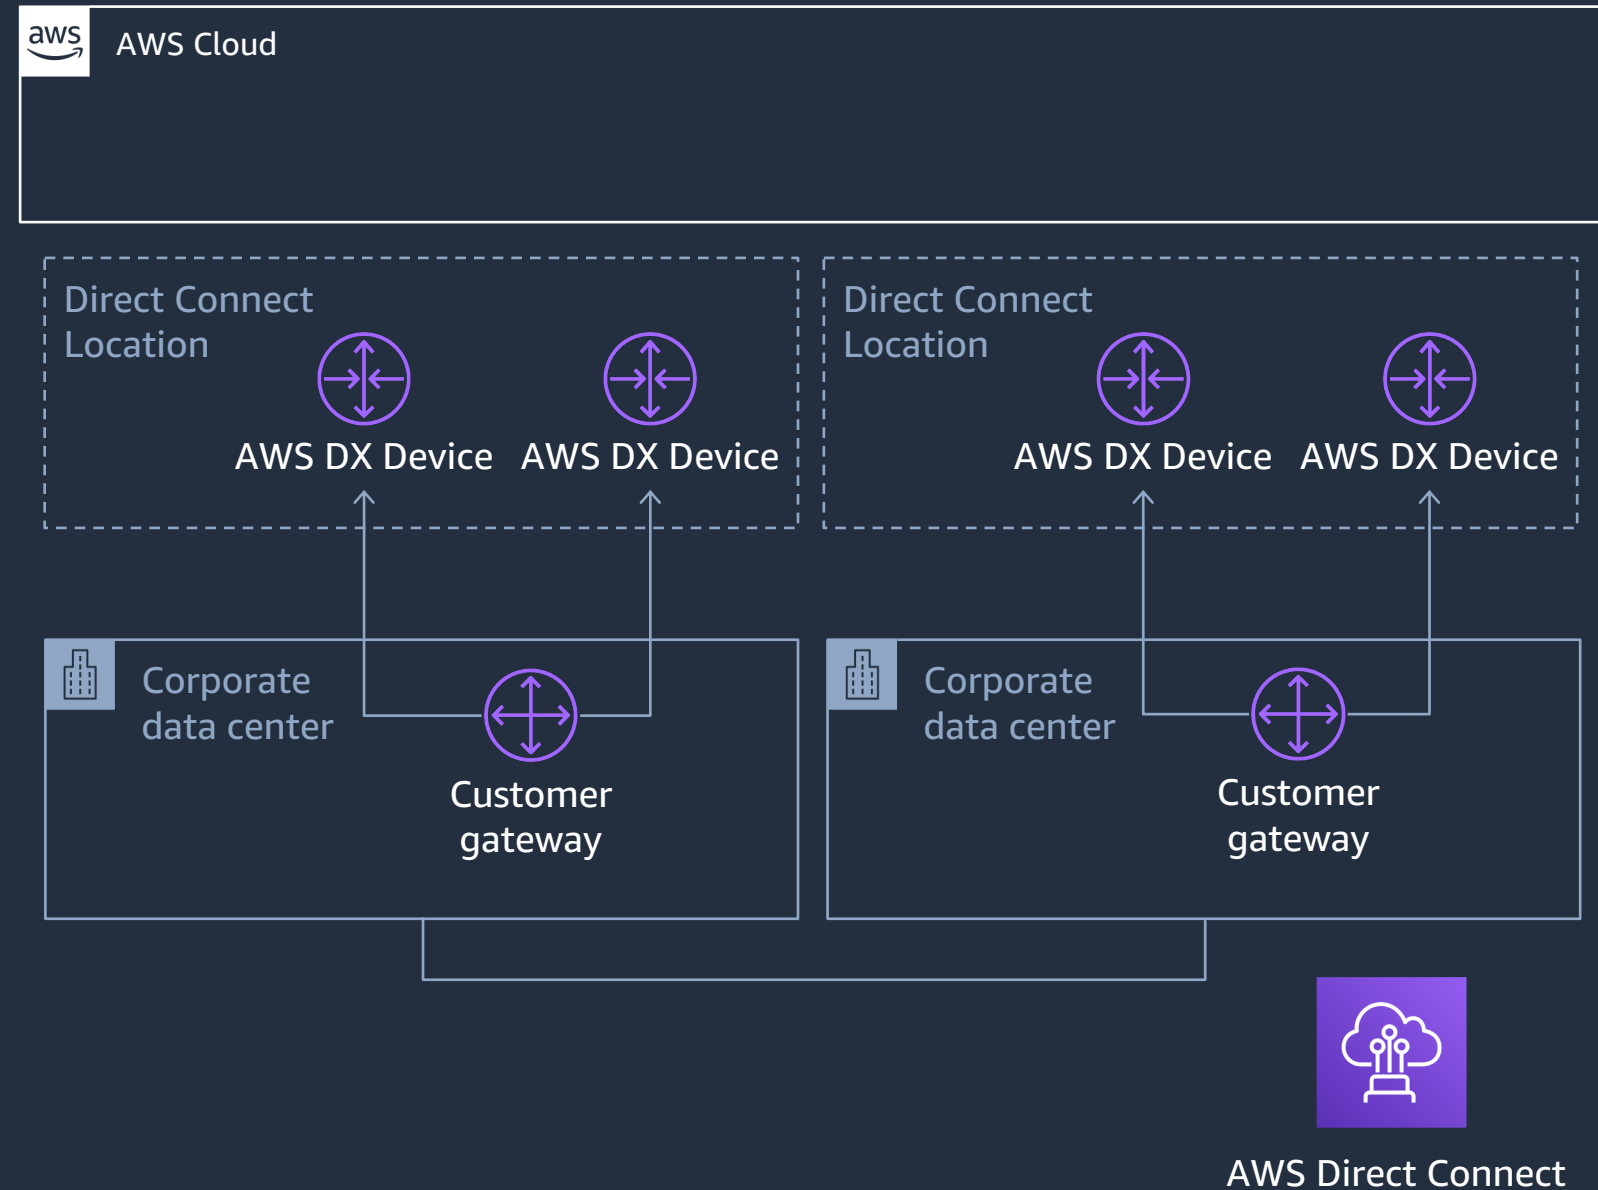 aws
AWS Cloud
Direct Connect
Location
AWS DX Device
AWS DX Device
Direct Connect
Location
AWS DX Device
AWS DX Device
Corporate
data center
Customer
gateway
Corporate
data center
Customer
gateway
AWS Direct Connect